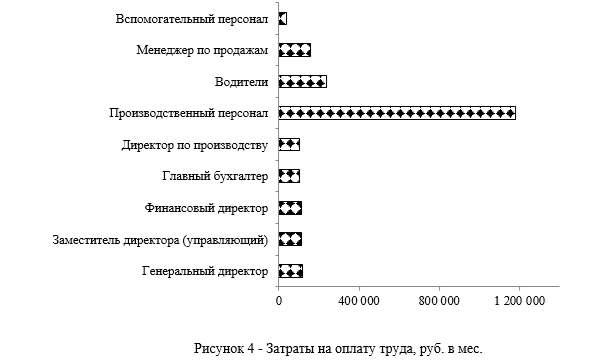 Вспомогательный персонал
Менеджер по продажам
Водители
Производственный персонал
Директор по производству
Главный бухгалтер
Финансовый директор
Заместитель директора (управляющий)
Генеральный директор
0 400 000 800 000 1 200 000
Рисунок 4 - Затраты на оплату труда, руб. в мес.